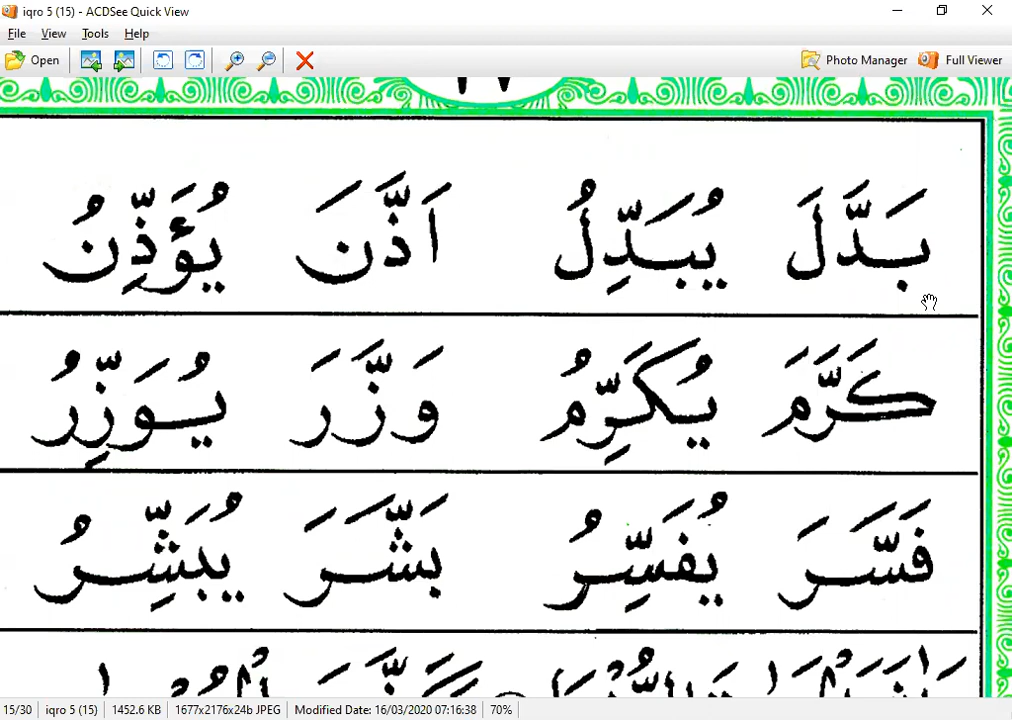 iqro 5 (15) - ACDSee Quick View
File View Tools Help
Open Photo Manager Full Viewer
بَدَّلَ يُبَدِّلُ اَذَّنَ يُؤَذِّنُ
كَرَّمَ يُكَرِّمُ وَزَّرَ يُوَزِّرُ
فَسَّرَ يُفَسِّرُ بَشَّرَ يُبَشِّرُ
15/30 iqro 5 (15) 1452.6 KB 1677x2176x24b JPEG Modified Date: 16/03/2020 07:16:38 70%